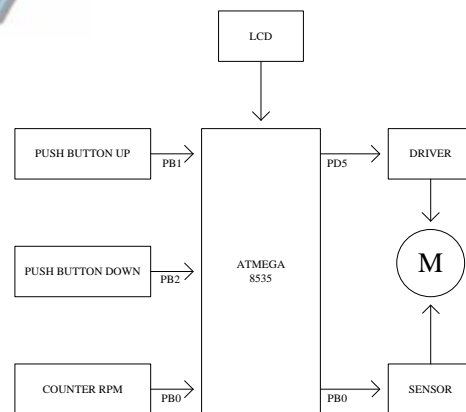 LCD
PUSH BUTTON UP
PB1
PD5
DRIVER
PUSH BUTTON DOWN
PB2
ATMEGA
8535
M
COUNTER RPM
PB0
PB0
SENSOR